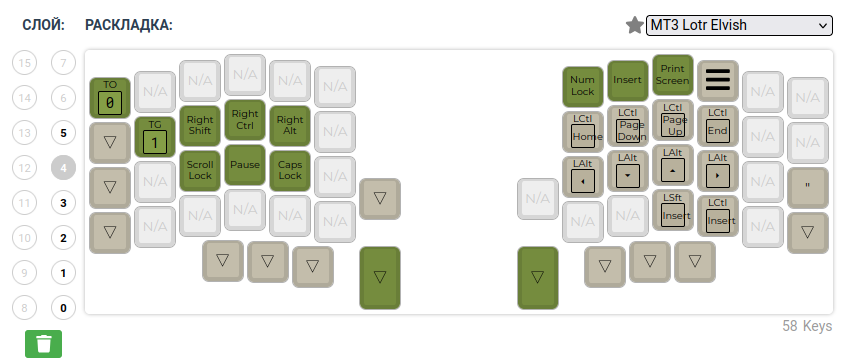 СЛОЙ: РАСКЛАДКА: MT3 Lotr Elvish
15 7
14 6
13 5
12 4
11 3
10 2
9 1
8 0
TO 0 N/A N/A N/A N/A N/A
▽ TG 1 Right Shift Right Ctrl Right Alt N/A
▽ N/A Scroll Lock Pause Caps Lock N/A
▽ N/A N/A N/A N/A N/A ▽
▽ ▽ ▽ ▽
Num Lock Insert Print Screen N/A N/A
LCtl Home LCtl Page Down LCtl Page Up LCtl End N/A N/A
LAlt LAlt LAlt LAlt N/A "
N/A N/A N/A LSft Insert LCtl Insert N/A ▽
▽ ▽ ▽ ▽
58 Keys